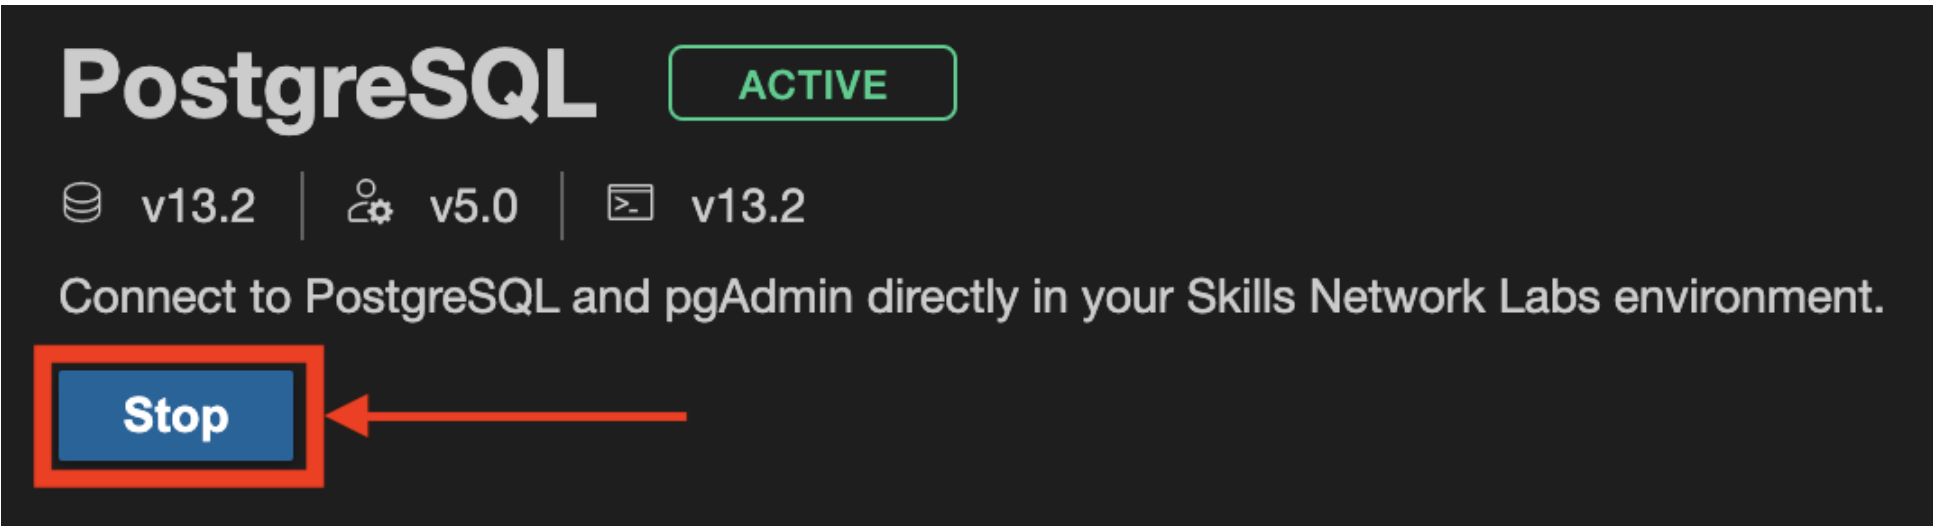 PostgreSQL ACTIVE
v13.2 v5.0 v13.2
Connect to PostgreSQL and pgAdmin directly in your Skills Network Labs environment.
Stop